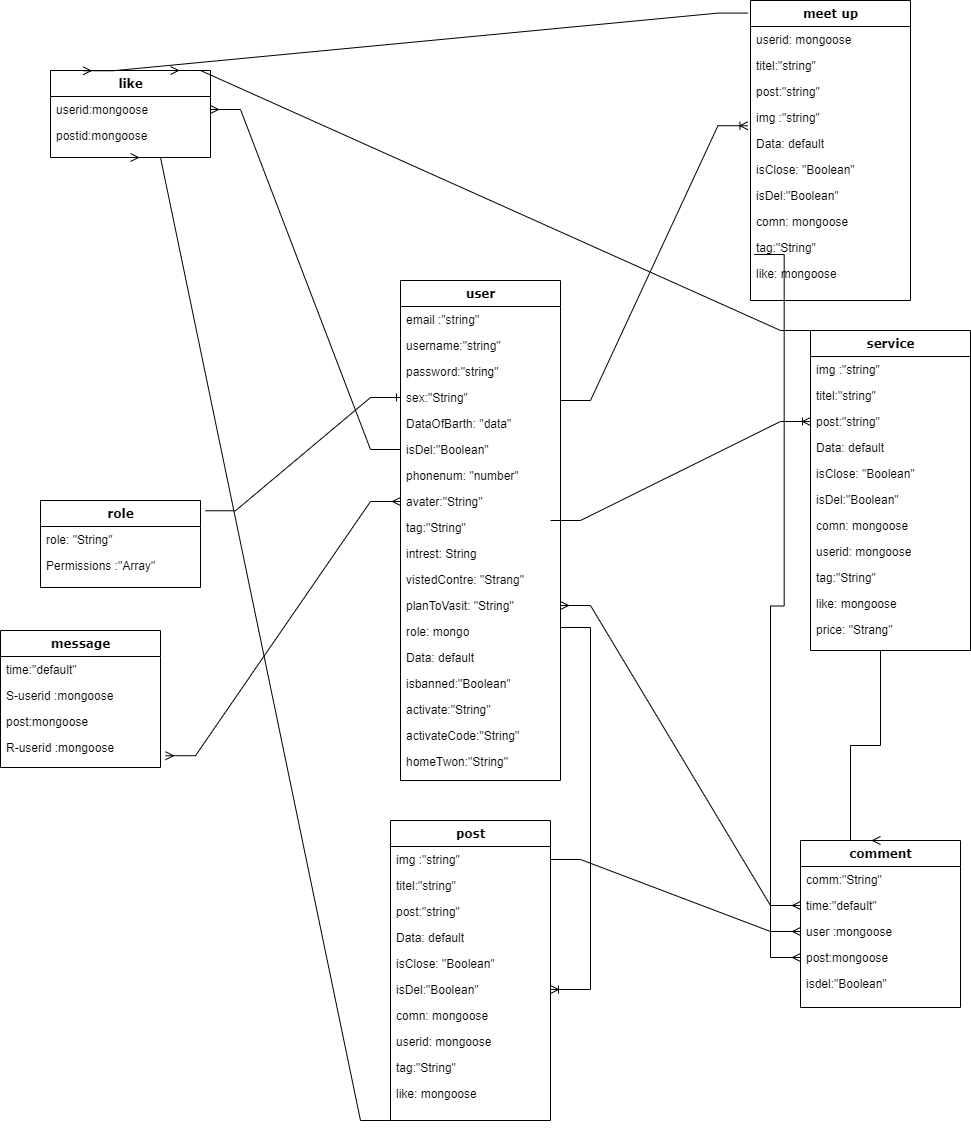 meet up
userid: mongoose
titel:"string"
post:"string"
img :"string"
Data: default
isClose: "Boolean"
isDel:"Boolean"
comn: mongoose
tag:"String"
like: mongoose
like
userid:mongoose
postid:mongoose
user
email :"string"
username:"string"
password:"string"
sex:"String"
DataOfBarth: "data"
isDel:"Boolean"
phonenum: "number"
avater:"String"
tag:"String"
intrest: String
vistedContre: "Strang"
planToVasit: "String"
role: mongo
Data: default
isbanned:"Boolean"
activate:"String"
activateCode:"String"
homeTwon:"String"
service
img :"string"
titel:"string"
post:"string"
Data: default
isClose: "Boolean"
isDel:"Boolean"
comn: mongoose
userid: mongoose
tag:"String"
like: mongoose
price: "Strang"
role
role: "String"
Permissions :"Array"
message
time:"default"
S-userid :mongoose
post:mongoose
R-userid :mongoose
post
img :"string"
titel:"string"
post:"string"
Data: default
isClose: "Boolean"
isDel:"Boolean"
comn: mongoose
userid: mongoose
tag:"String"
like: mongoose
comment
comm:"String"
time:"default"
user :mongoose
post:mongoose
isdel:"Boolean"